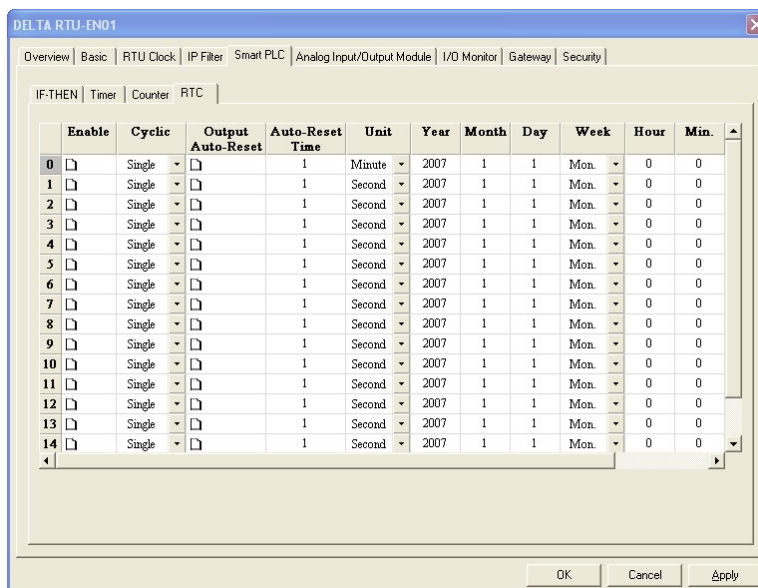 DELTA RTU-EN01
Overview Basic RTU Clock IP Filter Smart PLC Analog Input/Output Module I/O Monitor Gateway Security
IF-THEN Timer Counter RTC
Enable Cyclic Output Auto-Reset Auto-Reset Time Unit Year Month Day Week Hour Min.
0 Single 1 Minute 2007 1 1 Mon. 0 0
1 Single 1 Second 2007 1 1 Mon. 0 0
2 Single 1 Second 2007 1 1 Mon. 0 0
3 Single 1 Second 2007 1 1 Mon. 0 0
4 Single 1 Second 2007 1 1 Mon. 0 0
5 Single 1 Second 2007 1 1 Mon. 0 0
6 Single 1 Second 2007 1 1 Mon. 0 0
7 Single 1 Second 2007 1 1 Mon. 0 0
8 Single 1 Second 2007 1 1 Mon. 0 0
9 Single 1 Second 2007 1 1 Mon. 0 0
10 Single 1 Second 2007 1 1 Mon. 0 0
11 Single 1 Second 2007 1 1 Mon. 0 0
12 Single 1 Second 2007 1 1 Mon. 0 0
13 Single 1 Second 2007 1 1 Mon. 0 0
14 Single 1 Second 2007 1 1 Mon. 0 0
OK Cancel Apply